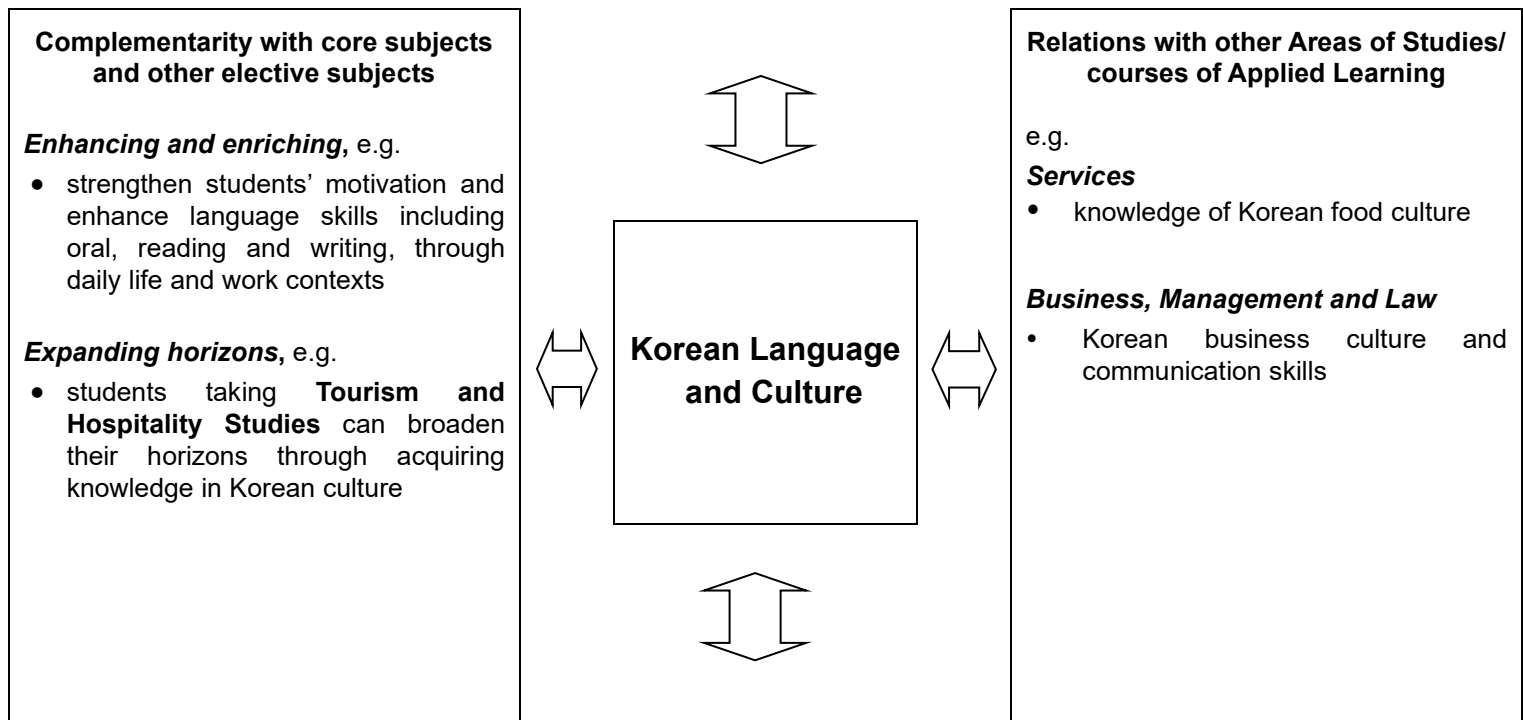 Complementarity with core subjects
and other elective subjects
Enhancing and enriching, e.g.
● strengthen students’ motivation and
enhance language skills including
oral, reading and writing, through
daily life and work contexts
Expanding horizons, e.g.
● students taking Tourism and
Hospitality Studies can broaden
their horizons through acquiring
knowledge in Korean culture
Korean Language
and Culture
Relations with other Areas of Studies/
courses of Applied Learning
e.g.
Services
• knowledge of Korean food culture
Business, Management and Law
• Korean business culture and
communication skills